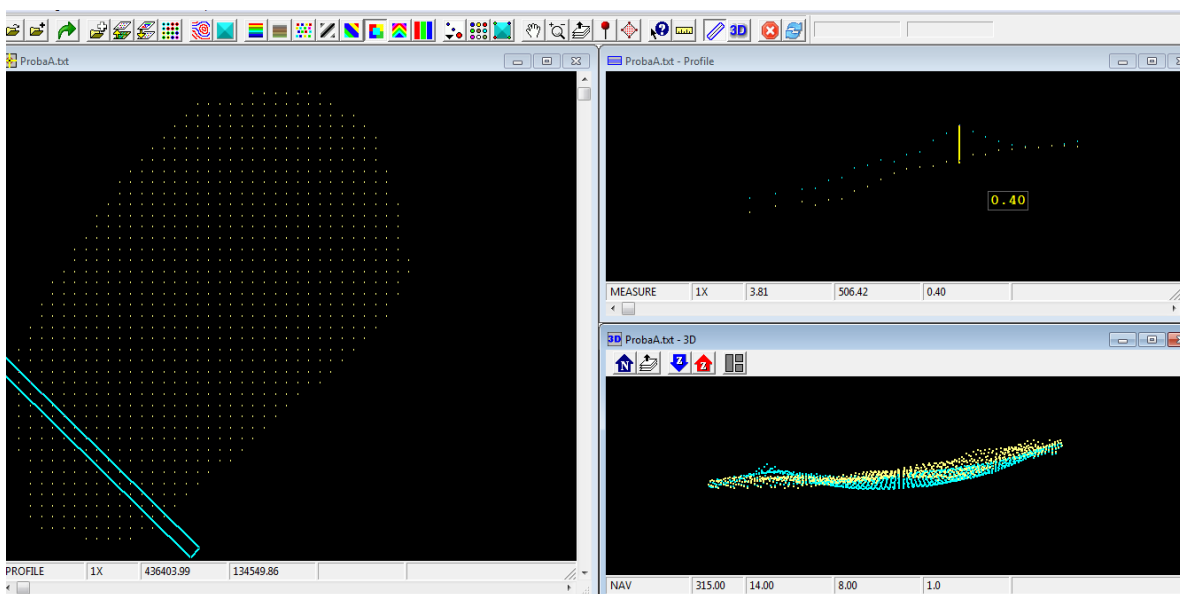 3D
ProbaA.txt
ProbaA.txt - Profile
0.40
MEASURE 1X 3.81 506.42 0.40
3D ProbaA.txt - 3D
N Z Z
PROFILE 1X 436403.99 134549.86
NAV 315.00 14.00 8.00 1.0